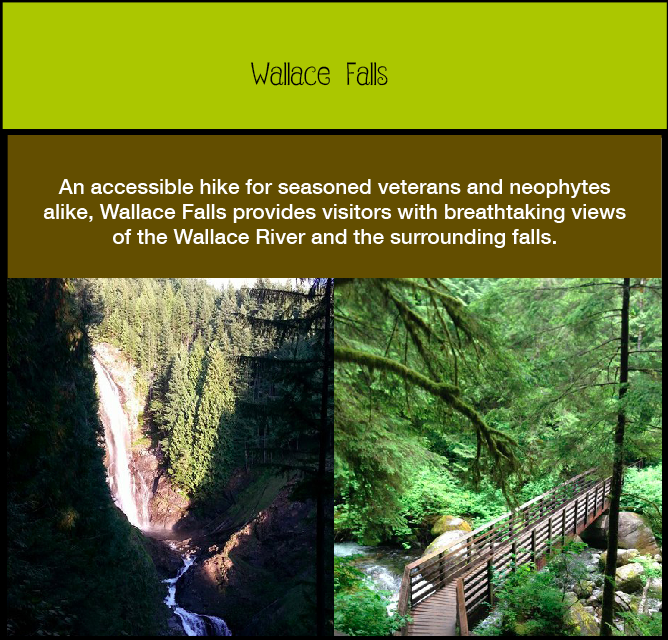 Wallace Falls
An accessible hike for seasoned veterans and neophytes
alike, Wallace Falls provides visitors with breathtaking views
of the Wallace River and the surrounding falls.